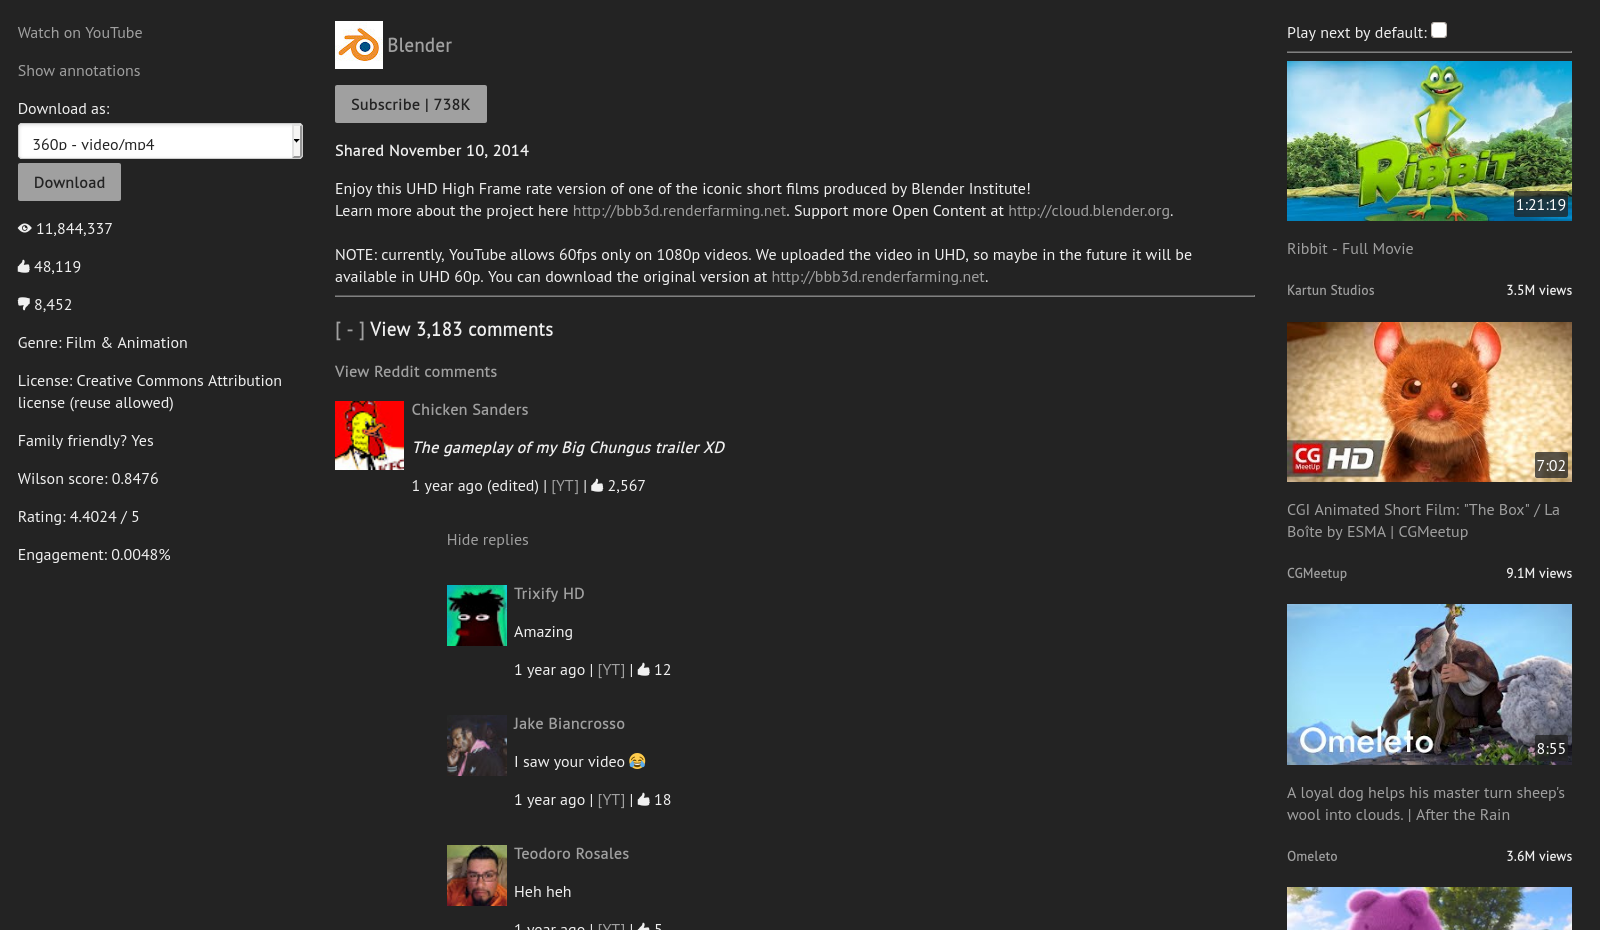 Watch on YouTube
Show annotations
Download as:
360p - video/mp4
Download
11,844,337
48,119
8,452
Genre: Film & Animation
License: Creative Commons Attribution
license (reuse allowed)
Family friendly? Yes
Wilson score: 0.8476
Rating: 4.4024 / 5
Engagement: 0.0048%
Blender
Subscribe | 738K
Shared November 10, 2014
Enjoy this UHD High Frame rate version of one of the iconic short films produced by Blender Institute!
Learn more about the project here http://bbb3d.renderfarming.net. Support more Open Content at http://cloud.blender.org.
NOTE: currently, YouTube allows 60fps only on 1080p videos. We uploaded the video in UHD, so maybe in the future it will be
available in UHD 60p. You can download the original version at http://bbb3d.renderfarming.net.
[ - ] View 3,183 comments
View Reddit comments
Chicken Sanders
The gameplay of my Big Chungus trailer XD
1 year ago (edited) | [YT] | 2,567
Hide replies
Trixify HD
Amazing
1 year ago | [YT] | 12
Jake Biancrosso
I saw your video 😂
1 year ago | [YT] | 18
Teodoro Rosales
Heh heh
1 year ago | [YT] | 5
Play next by default:
RiBBiT
1:21:19
Ribbit - Full Movie
Kartun Studios 3.5M views
CG MeetUp HD
7:02
CGI Animated Short Film: "The Box" / La
Boîte by ESMA | CGMeetup
CGMeetup 9.1M views
Omeleto
8:55
A loyal dog helps his master turn sheep's
wool into clouds. | After the Rain
Omeleto 3.6M views